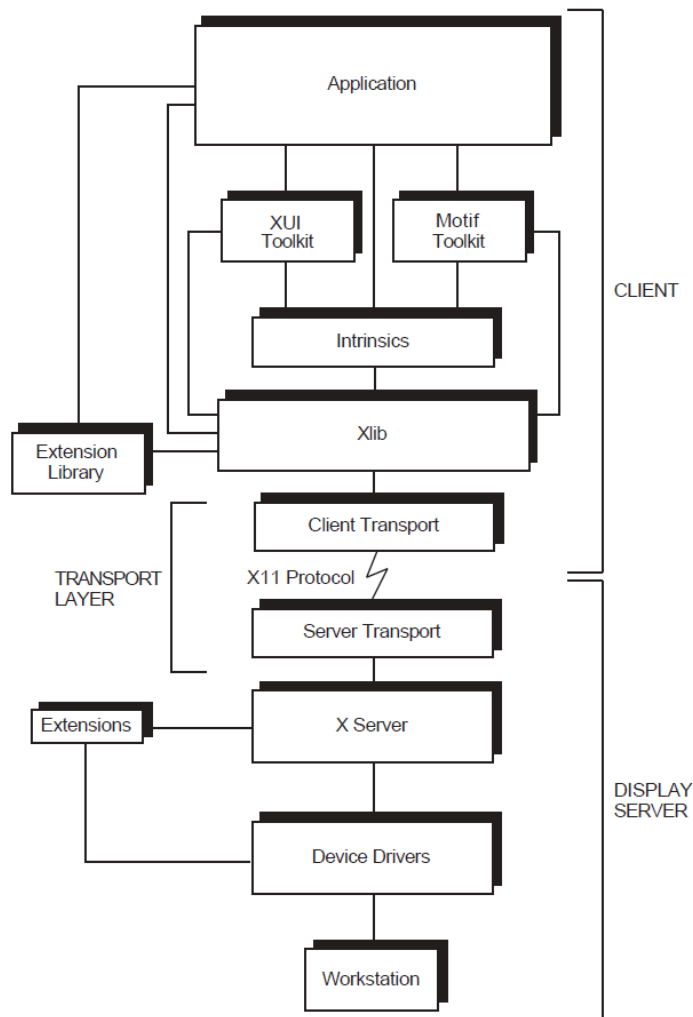 Application
XUI
Toolkit
Motif
Toolkit
CLIENT
Intrinsics
Xlib
Extension
Library
Client Transport
TRANSPORT
LAYER
X11 Protocol
Server Transport
Extensions
X Server
DISPLAY
SERVER
Device Drivers
Workstation